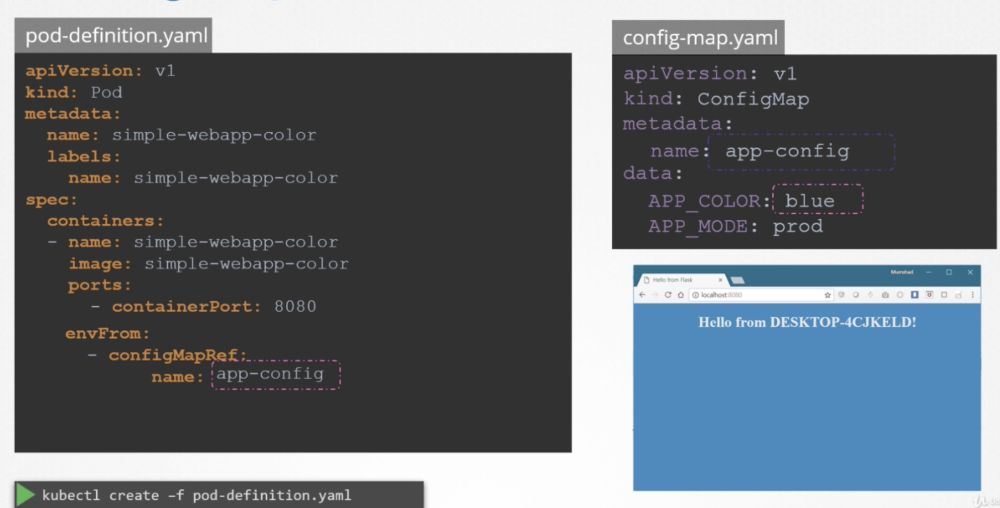 pod-definition.yaml
apiVersion: v1
kind: Pod
metadata:
  name: simple-webapp-color
  labels:
    name: simple-webapp-color
spec:
  containers:
  - name: simple-webapp-color
    image: simple-webapp-color
    ports:
      - containerPort: 8080
    envFrom:
      - configMapRef:
            name: app-config
kubectl create –f pod-definition.yaml
config-map.yaml
apiVersion: v1
kind: ConfigMap
metadata:
  name: app-config
data:
  APP_COLOR: blue
  APP_MODE: prod
Mumshad
Hello from Flask
localhost:8080
Hello from DESKTOP-4CJKELD!